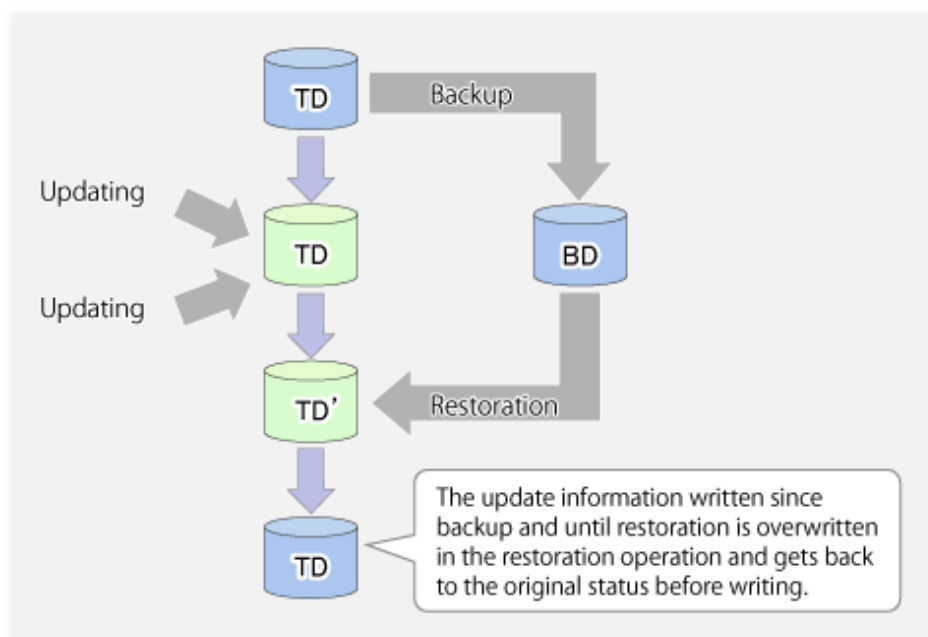 TD
Backup
Updating
TD
BD
Updating
TD'
Restoration
TD
The update information written since
backup and until restoration is overwritten
in the restoration operation and gets back
to the original status before writing.